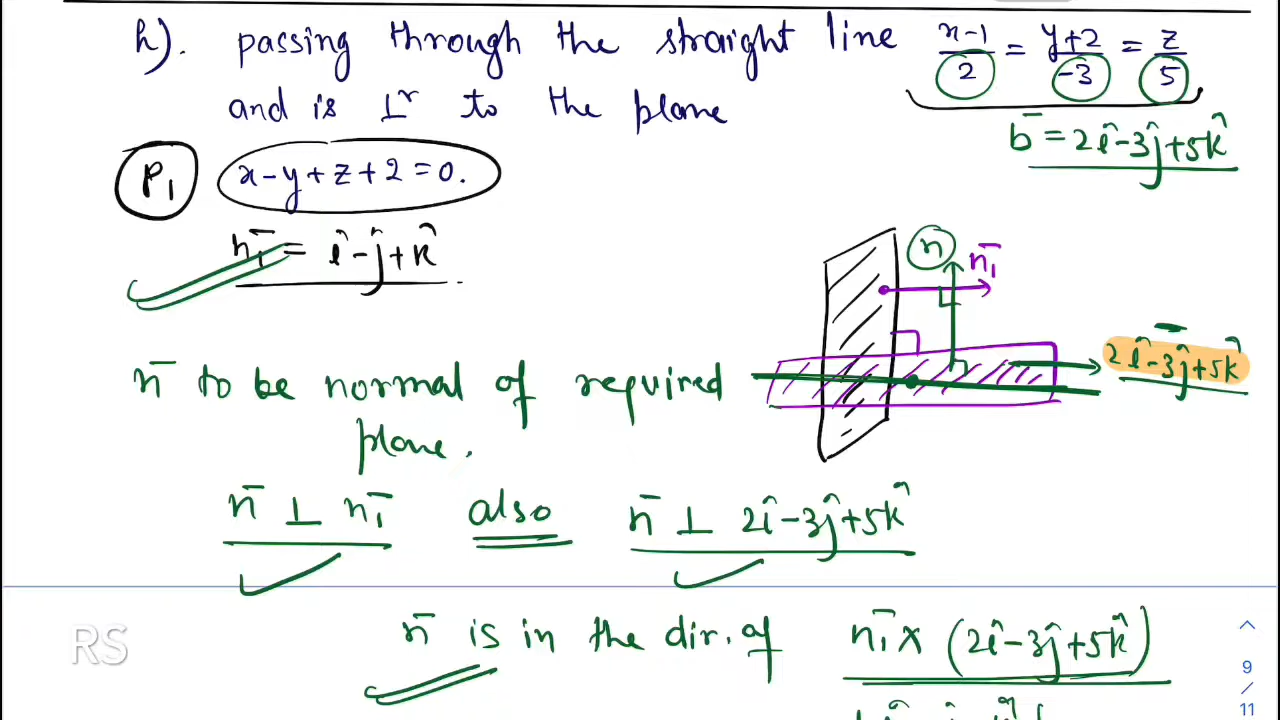 h). passing through the straight line x-1/2 = y+2/-3 = z/5
and is ⊥ʳ to the plane
b̄ = 2î-3ĵ+5k̂
P₁ x-y+z+2=0.
n̄₁ = î-ĵ+k̂
n n̄₁
2î-3ĵ+5k̂
n̄ to be normal of required
plane.
n̄ ⊥ n̄₁ also n̄ ⊥ 2î-3ĵ+5k̂
n̄ is in the dir. of n̄₁ × (2î-3ĵ+5k̂)
RS
9
/
11